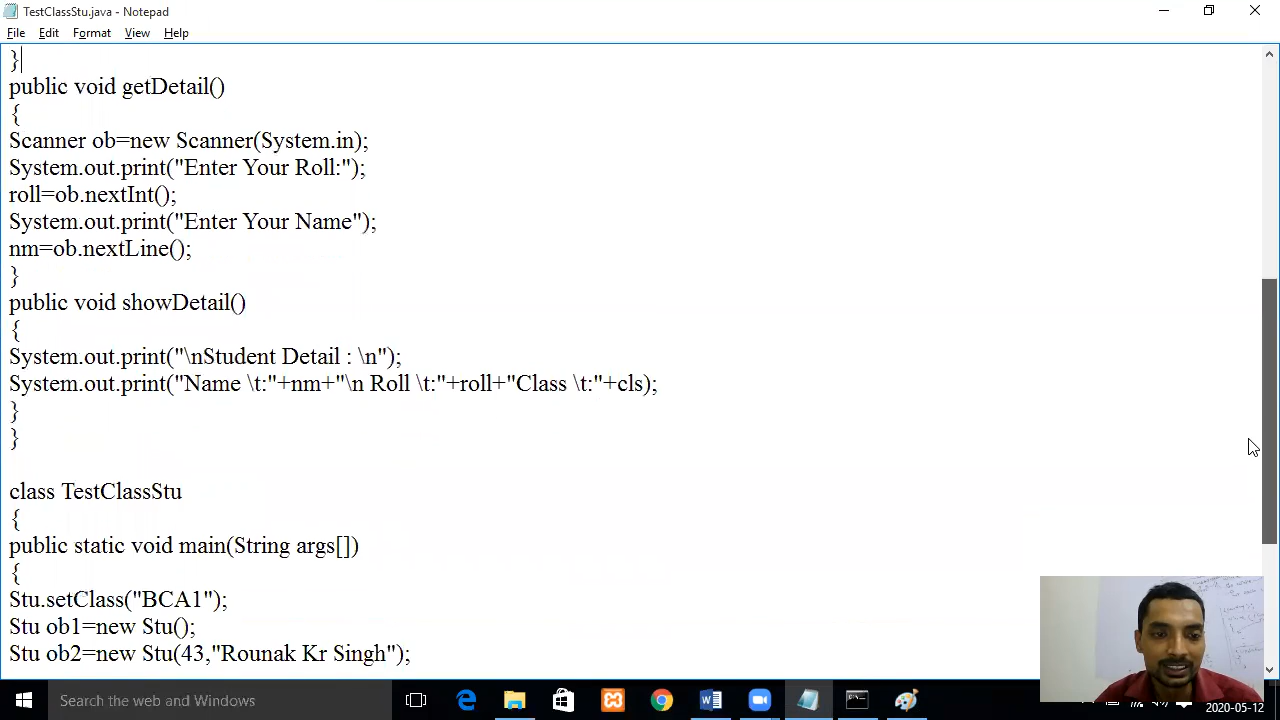 TestClassStu.java - Notepad
File Edit Format View Help
}
public void getDetail()
{
Scanner ob=new Scanner(System.in);
System.out.print("Enter Your Roll:");
roll=ob.nextInt();
System.out.print("Enter Your Name");
nm=ob.nextLine();
}
public void showDetail()
{
System.out.print("\nStudent Detail : \n");
System.out.print("Name \t:"+nm+"\n Roll \t:"+roll+"Class \t:"+cls);
}
}
class TestClassStu
{
public static void main(String args[])
{
Stu.setClass("BCA1");
Stu ob1=new Stu();
Stu ob2=new Stu(43,"Rounak Kr Singh");
Search the web and Windows
2020-05-12